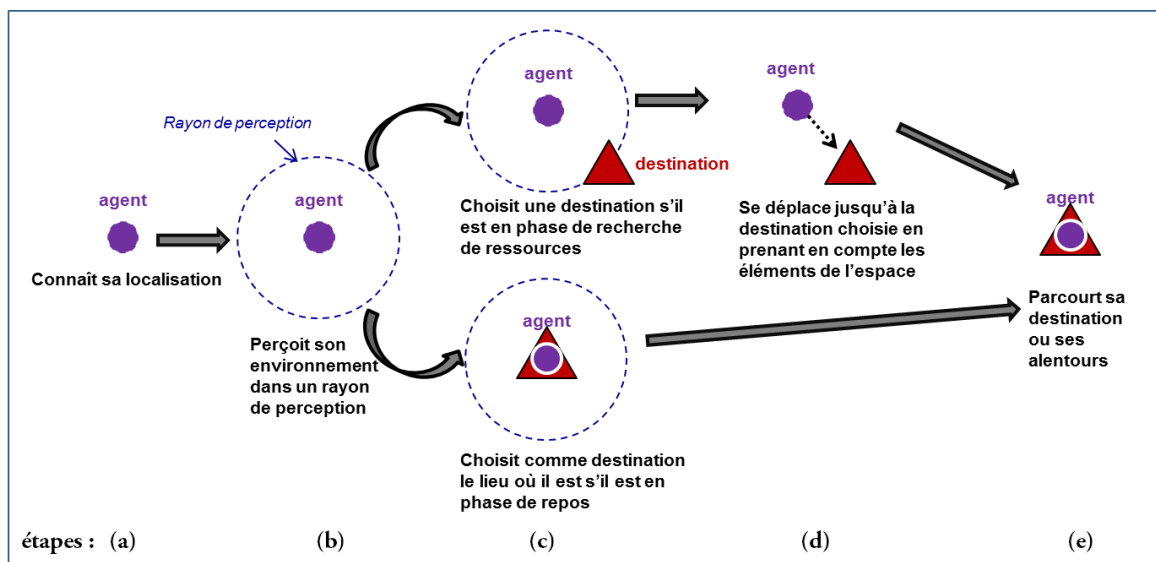 agent
Connaît sa localisation
Rayon de perception
agent
Perçoit son
environnement
dans un rayon
de perception
agent
destination
Choisit une destination s'il
est en phase de recherche
de ressources
agent
Choisit comme destination
le lieu où il est s'il est en
phase de repos
agent
Se déplace jusqu'à la
destination choisie en
prenant en compte les
éléments de l'espace
agent
Parcourt sa
destination
ou ses
alentours
étapes : (a) (b) (c) (d) (e)